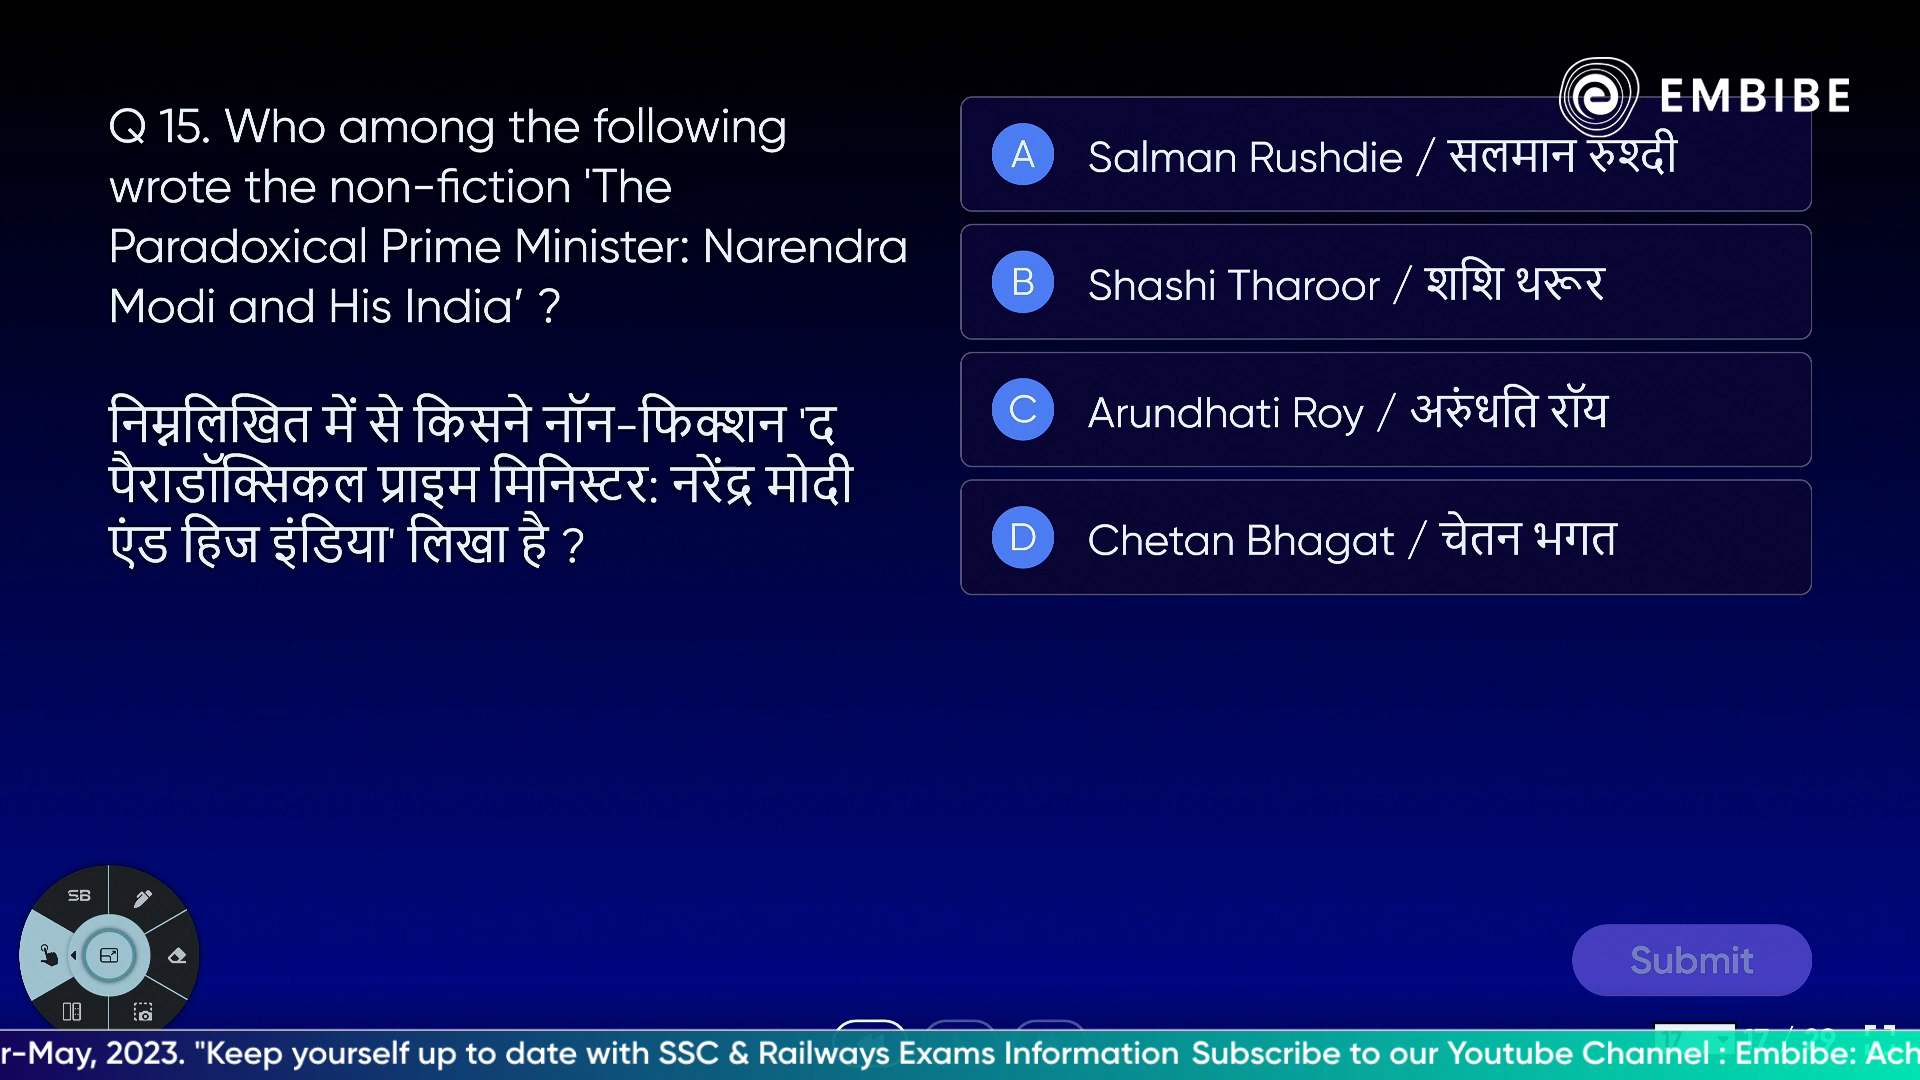 EMBIBE
Q 15. Who among the following
wrote the non-fiction 'The
Paradoxical Prime Minister: Narendra
Modi and His India’ ?
निम्नलिखित में से किसने नॉन-फिक्शन 'द
पैराडॉक्सिकल प्राइम मिनिस्टर: नरेंद्र मोदी
एंड हिज इंडिया' लिखा है ?
A Salman Rushdie / सलमान रुश्दी
B Shashi Tharoor / शशि थरूर
C Arundhati Roy / अरुंधति रॉय
D Chetan Bhagat / चेतन भगत
SB
Submit
r-May, 2023. "Keep yourself up to date with SSC & Railways Exams Information Subscribe to our Youtube Channel : Embibe: Ach